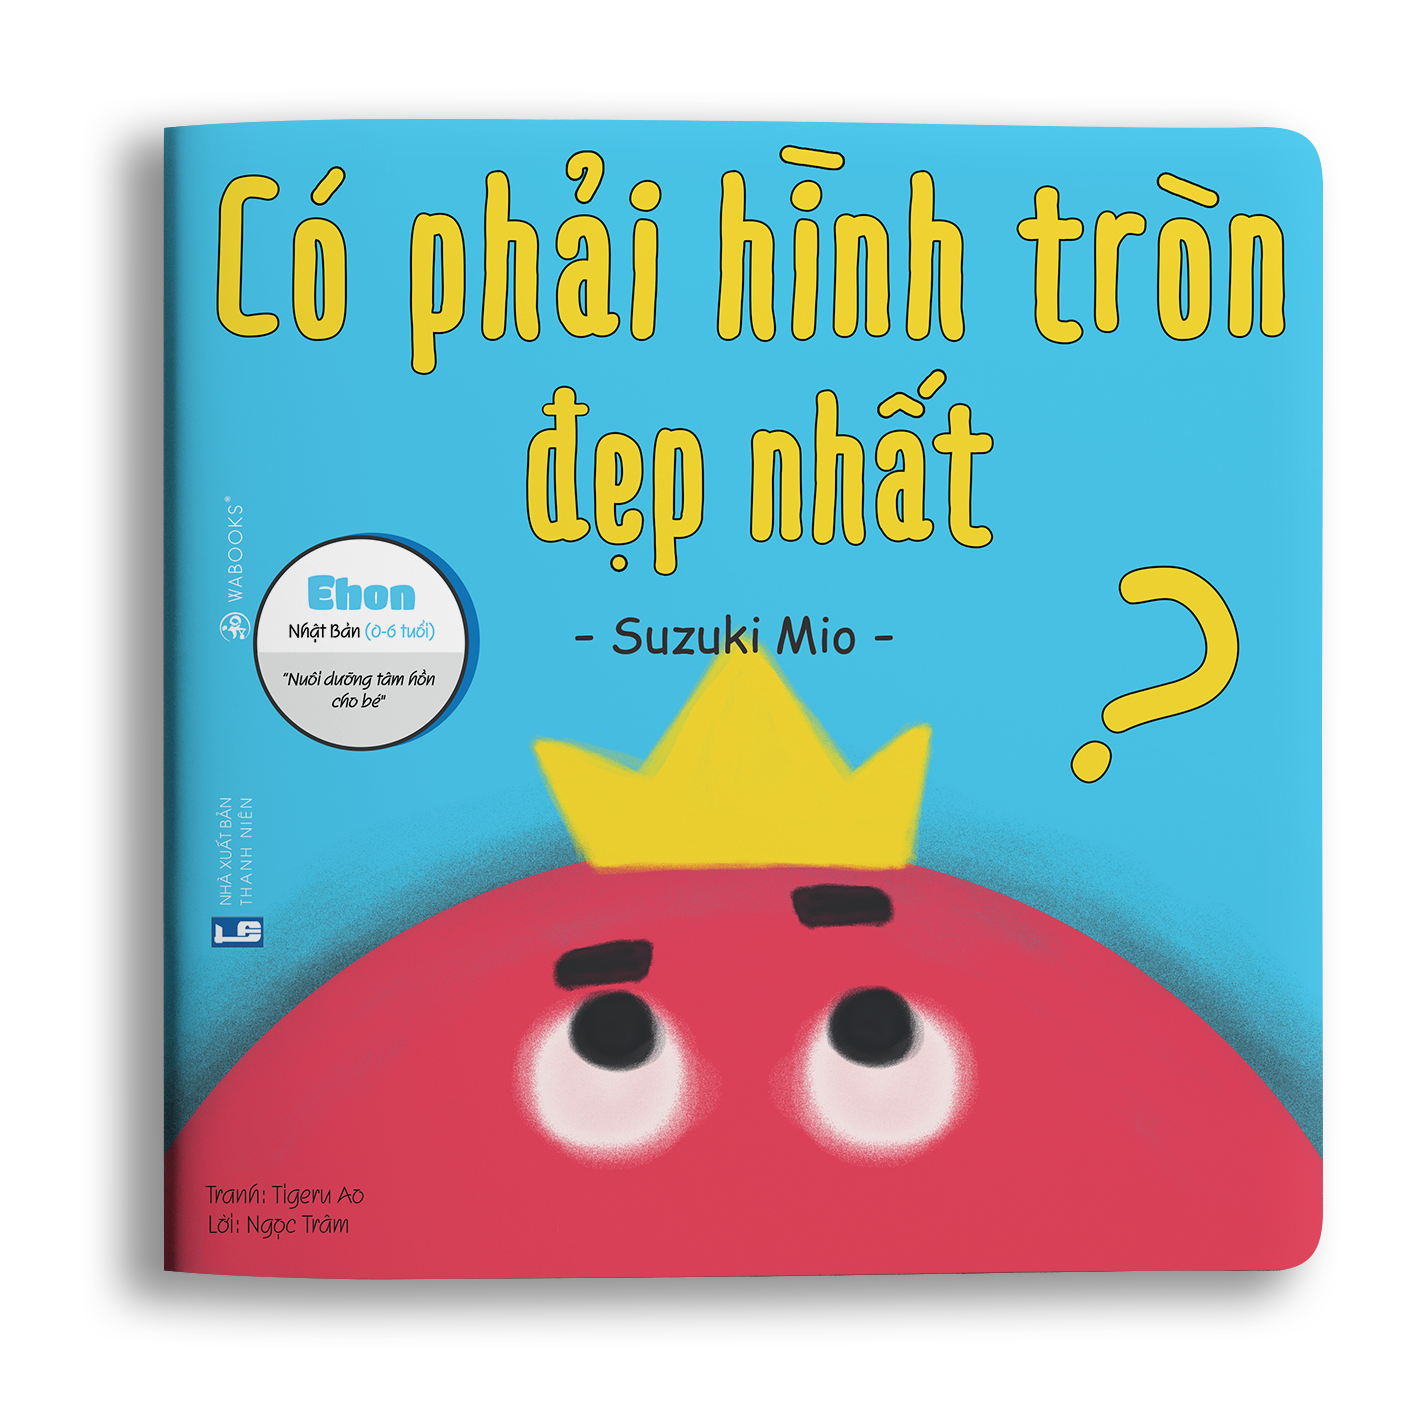 Có phải hình tròn
đẹp nhất
?
- Suzuki Mio -
WABOOKS®
Ehon
Nhật Bản (0-6 tuổi)
"Nuôi dưỡng tâm hồn
cho bé"
NHÀ XUẤT BẢN
THANH NIÊN
Tranh: Tigeru Ao
Lời: Ngọc Trâm